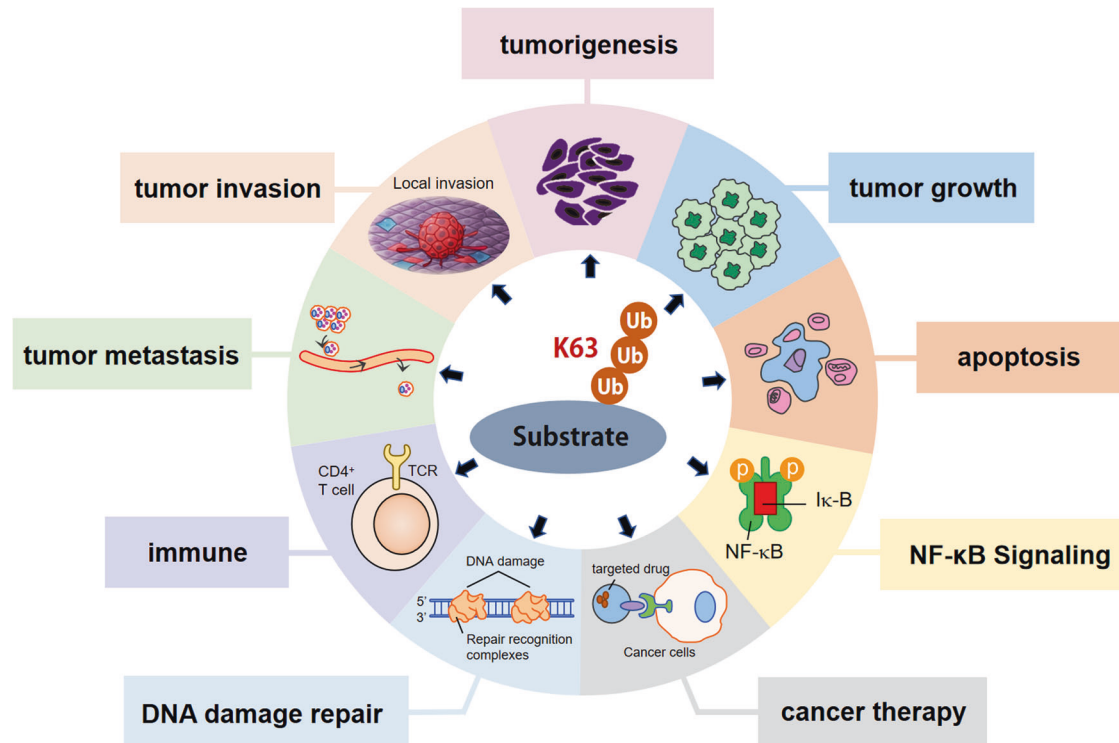 tumorigenesis
tumor invasion
Local invasion
tumor growth
tumor metastasis
K63
Ub
Ub
Ub
Substrate
apoptosis
CD4+
T cell
TCR
immune
p
p
Iκ-B
NF-κB
NF-κB Signaling
DNA damage
5'
3'
Repair recognition
complexes
targeted drug
Cancer cells
DNA damage repair
cancer therapy